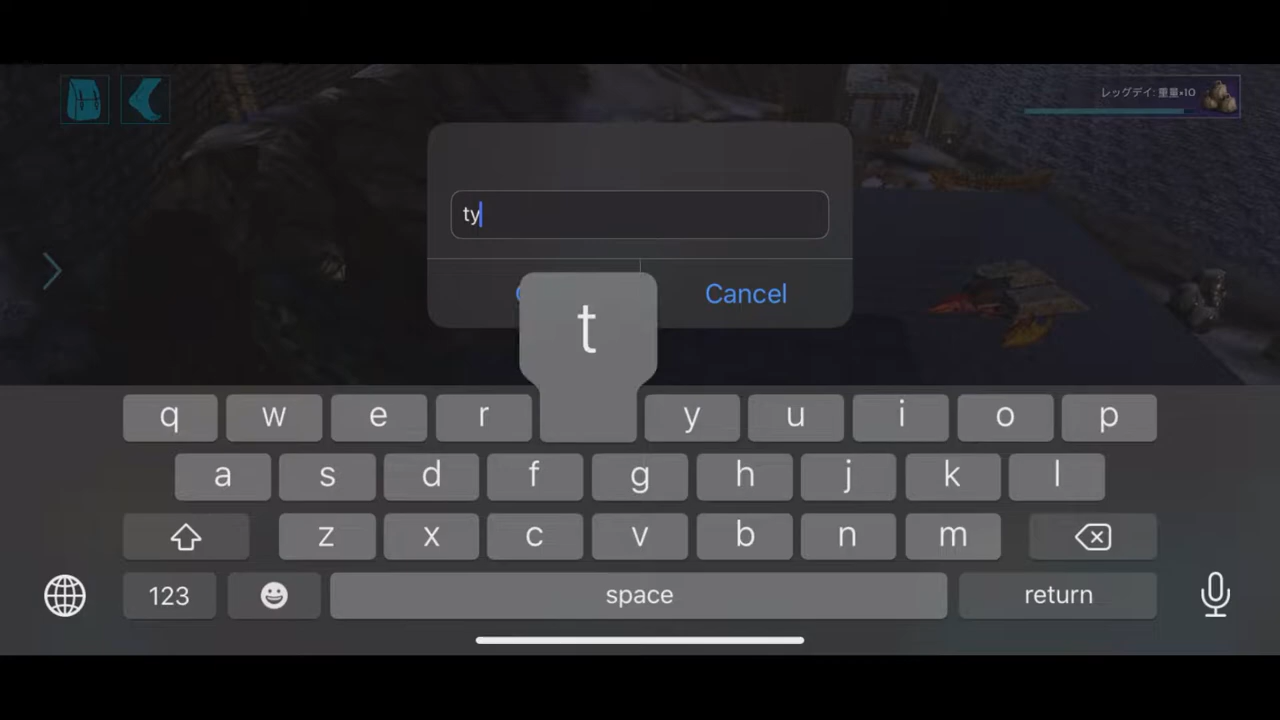 レッグデイ: 重量×10
ty
Cancel
t
q w e r y u i o p
a s d f g h j k l
z x c v b n m
123 space return